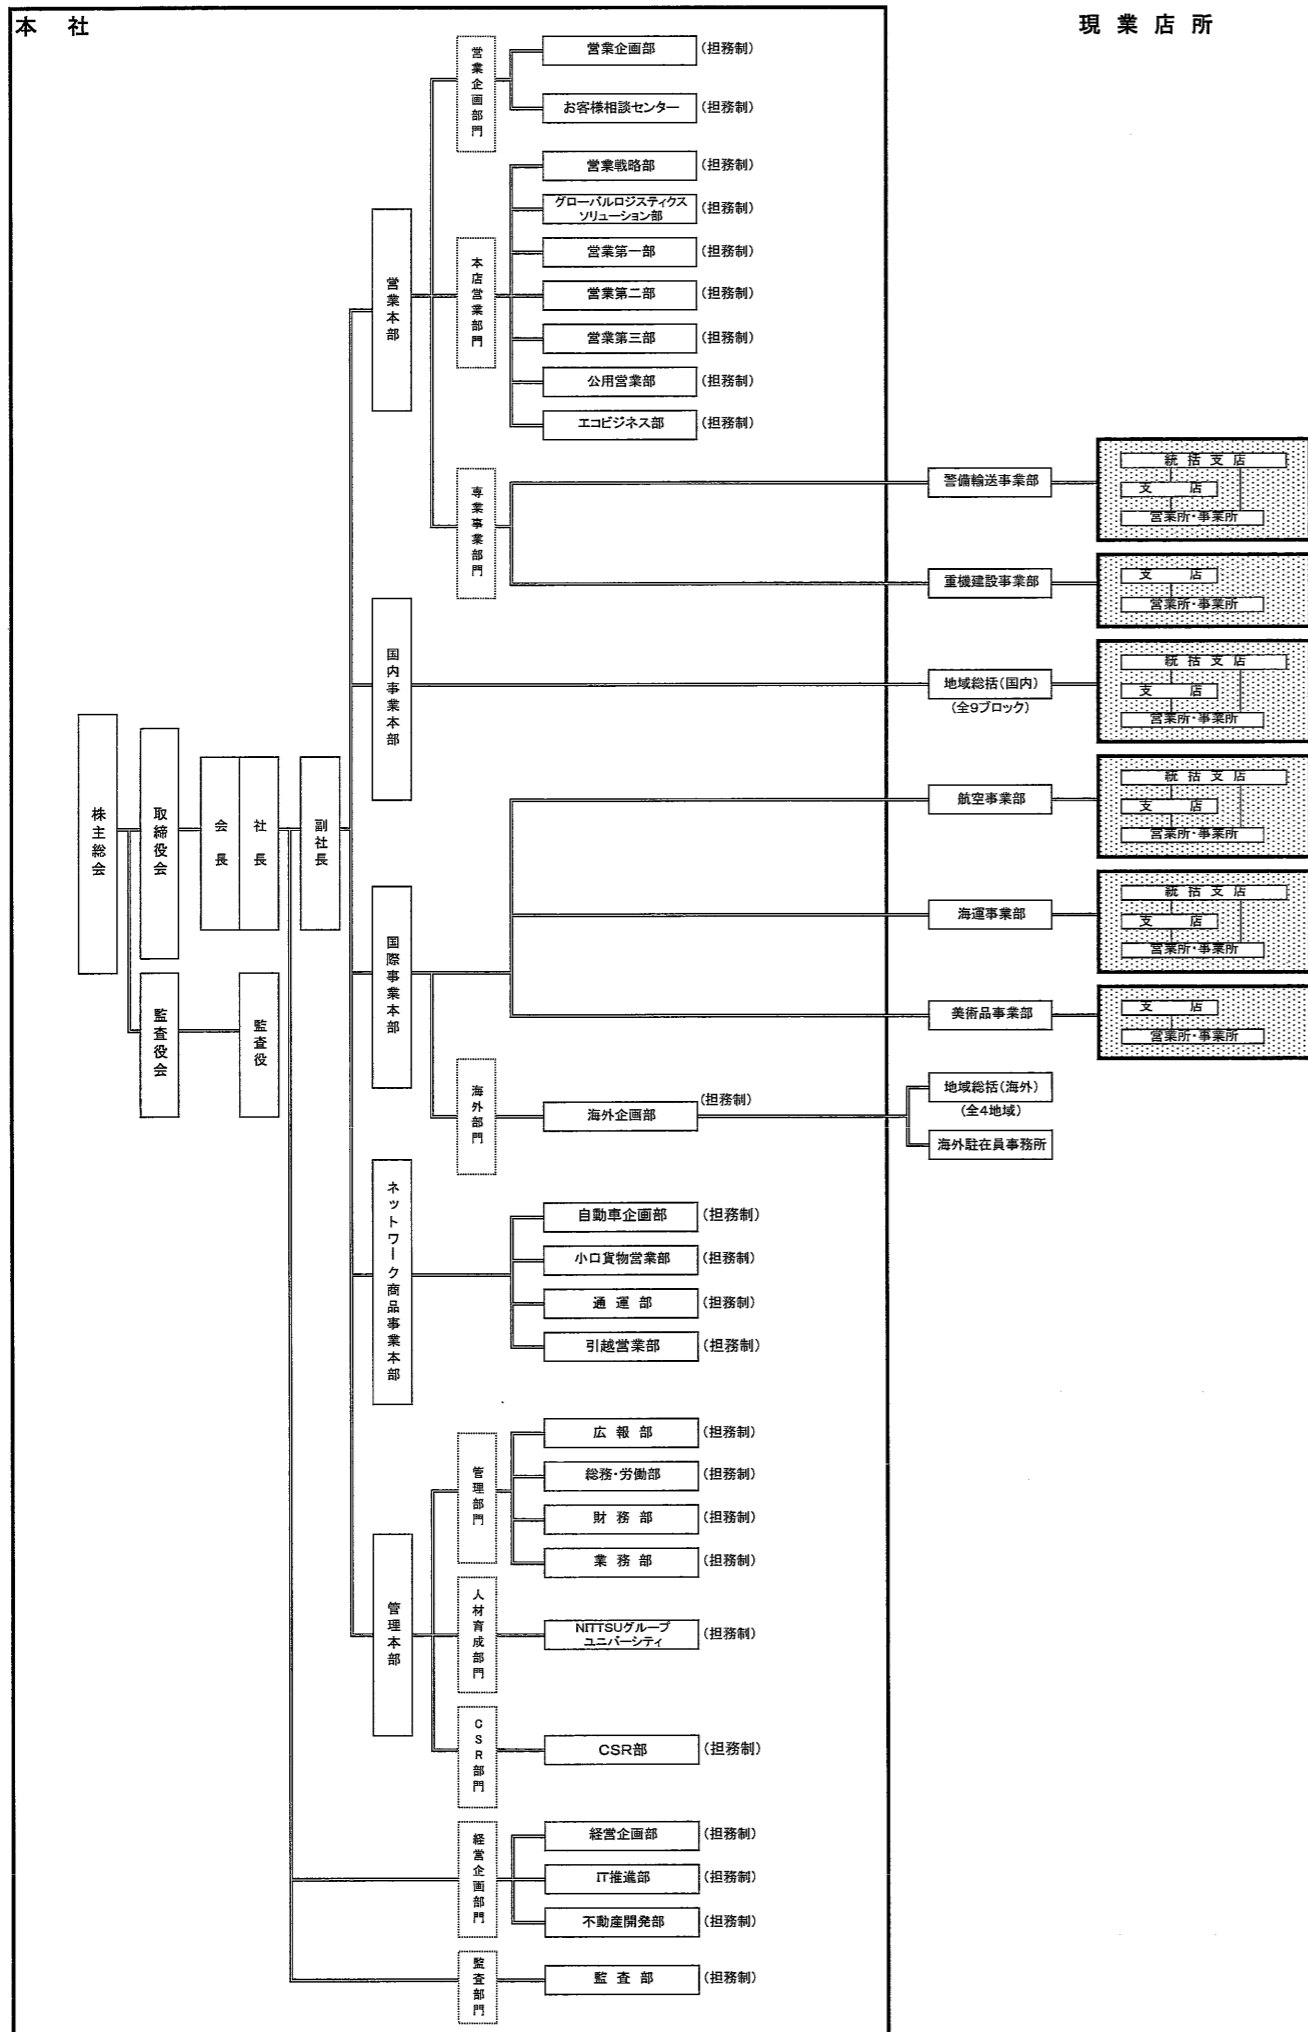 本 社
現 業 店 所
株主総会
取締役会
監査役会
会長
社長
監査役
副社長
営業本部
営業企画部門
営業企画部
(担務制)
お客様相談センター
(担務制)
本店営業部門
営業戦略部
(担務制)
グローバルロジスティクス
ソリューション部
(担務制)
営業第一部
(担務制)
営業第二部
(担務制)
営業第三部
(担務制)
公用営業部
(担務制)
エコビジネス部
(担務制)
専業事業部門
警備輸送事業部
統 括 支 店
支 店
営業所・事業所
重機建設事業部
支 店
営業所・事業所
国内事業本部
地域総括(国内)
(全9ブロック)
統 括 支 店
支 店
営業所・事業所
国際事業本部
航空事業部
統 括 支 店
支 店
営業所・事業所
海運事業部
統 括 支 店
支 店
営業所・事業所
美術品事業部
支 店
営業所・事業所
海外部門
海外企画部
(担務制)
地域総括(海外)
(全4地域)
海外駐在員事務所
ネットワーク商品事業本部
自動車企画部
(担務制)
小口貨物営業部
(担務制)
通 運 部
(担務制)
引越営業部
(担務制)
管理本部
管理部門
広 報 部
(担務制)
総務・労働部
(担務制)
財 務 部
(担務制)
業 務 部
(担務制)
人材育成部門
NITTSUグループ
ユニバーシティ
(担務制)
CSR部門
CSR部
(担務制)
経営企画部門
経営企画部
(担務制)
IT推進部
(担務制)
不動産開発部
(担務制)
監査部門
監 査 部
(担務制)